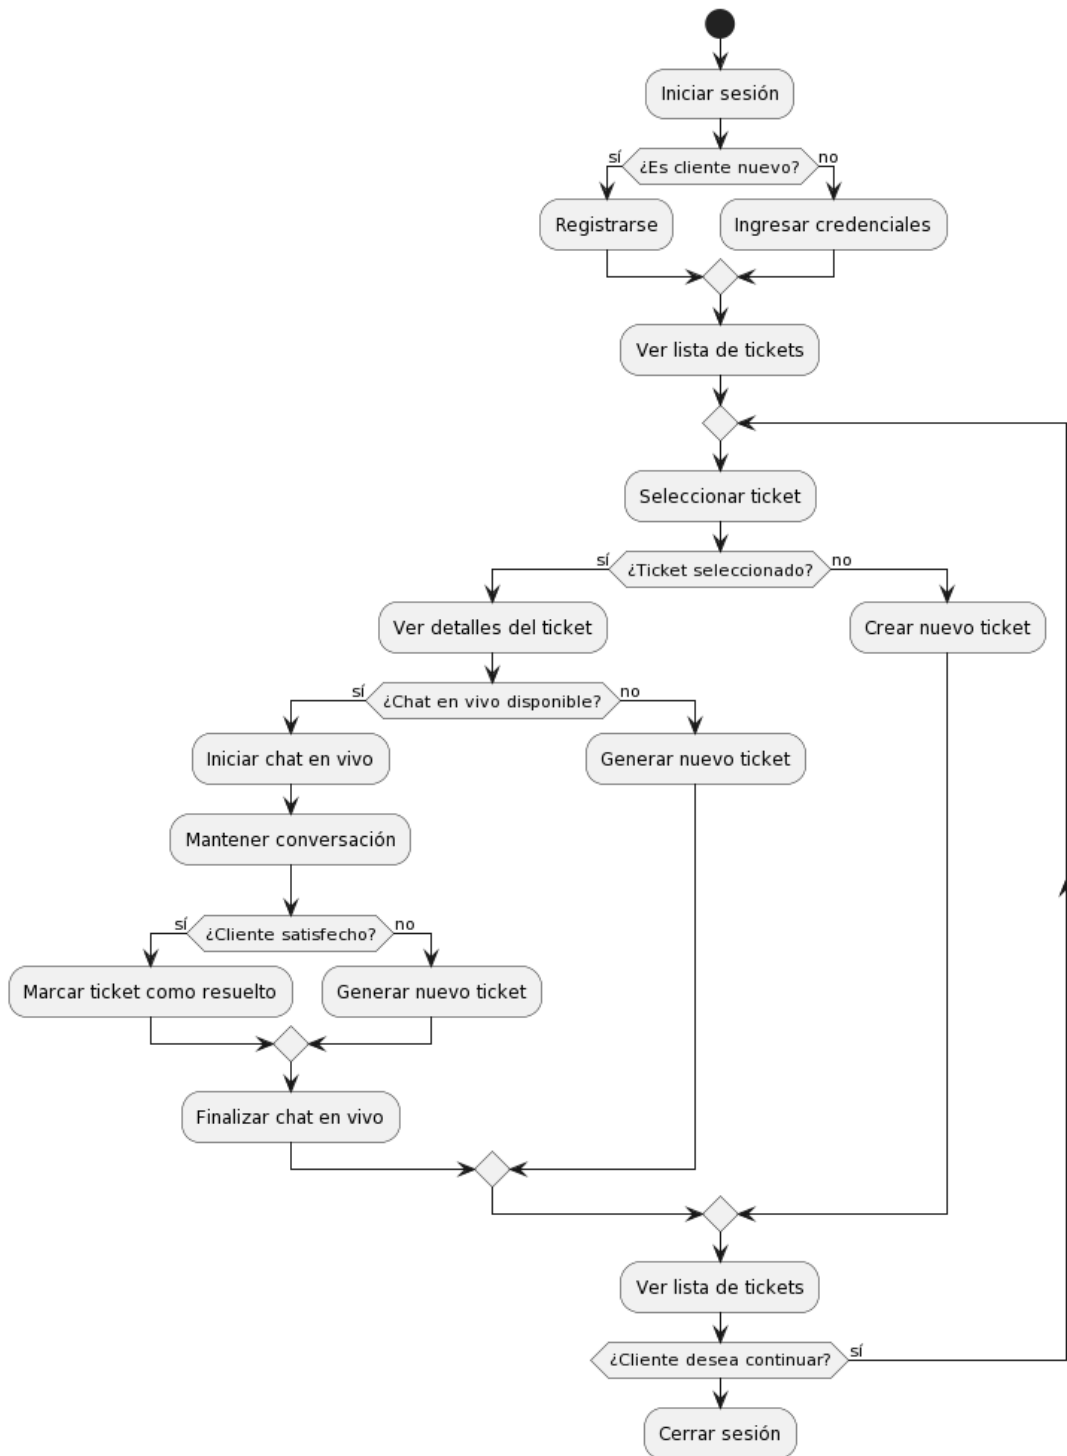 Iniciar sesión
sí
¿Es cliente nuevo?
no
Registrarse
Ingresar credenciales
Ver lista de tickets
Seleccionar ticket
sí
¿Ticket seleccionado?
no
Ver detalles del ticket
Crear nuevo ticket
sí
¿Chat en vivo disponible?
no
Iniciar chat en vivo
Generar nuevo ticket
Mantener conversación
sí
¿Cliente satisfecho?
no
Marcar ticket como resuelto
Generar nuevo ticket
Finalizar chat en vivo
Ver lista de tickets
¿Cliente desea continuar?
sí
Cerrar sesión